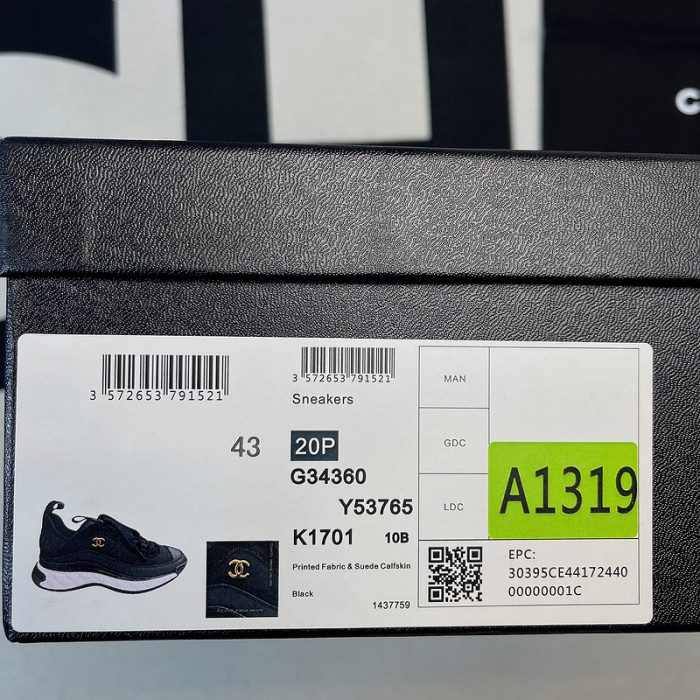 C
3 572653 791521
3 572653 791521
Sneakers
43
20P
G34360
Y53765
K1701 10B
Printed Fabric & Suede Calfskin
Black
1437759
MAN
GDC
LDC
A1319
EPC:
30395CE44172440
00000001C